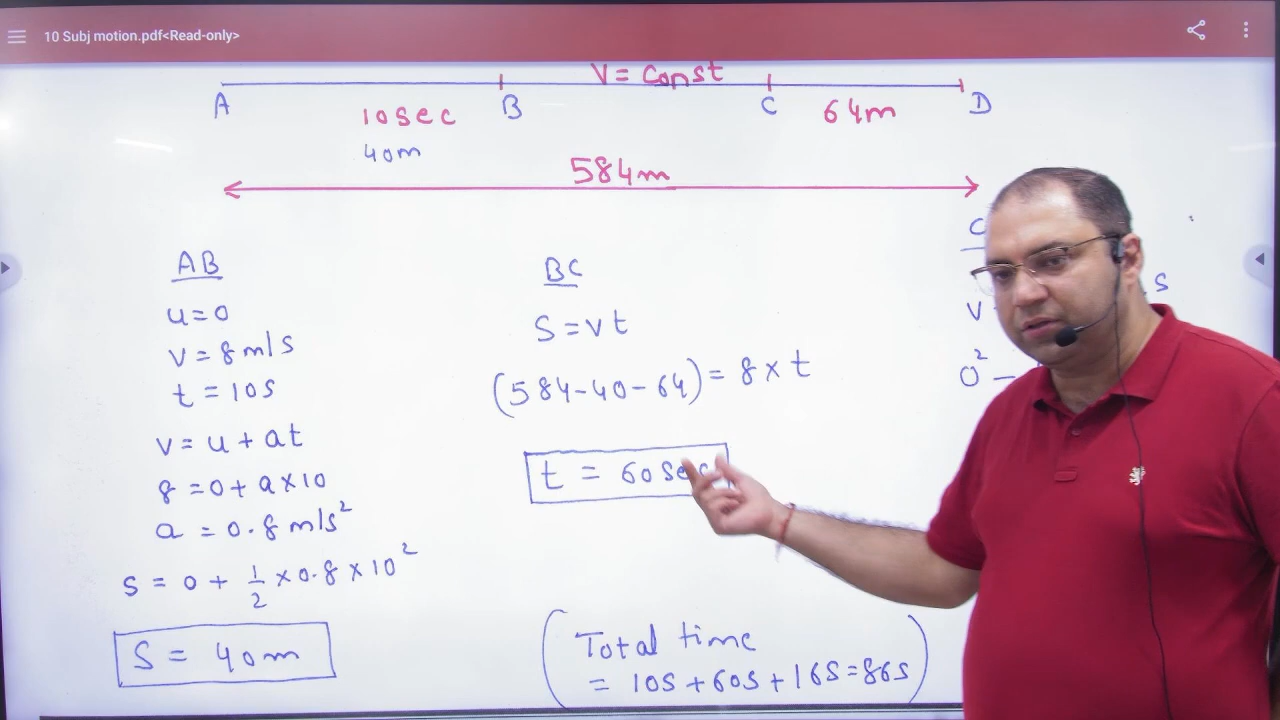 10 Subj motion.pdf<Read-only>
V = Const
A B C D
10sec 64m
40m
584m
AB
u=0
v=8m/s
t=10s
v=u+at
8=0+a×10
a=0.8m/s²
s=0+1/2×0.8×10²
S=40m
BC
S=vt
(584-40-64)=8×t
t=60sec
(Total time
=10s+60s+16s=86s)
C
V
s
0² −